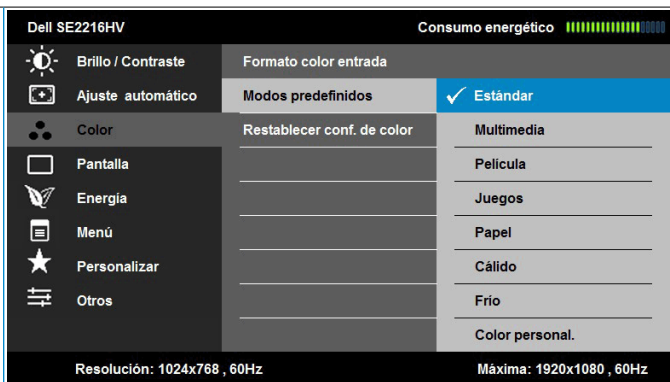 Dell SE2216HV
Consumo energético
Brillo / Contraste
Ajuste automático
Color
Pantalla
Energía
Menú
Personalizar
Otros
Formato color entrada
Modos predefinidos
Restablecer conf. de color
Estándar
Multimedia
Película
Juegos
Papel
Cálido
Frío
Color personal.
Resolución: 1024x768 , 60Hz
Máxima: 1920x1080 , 60Hz